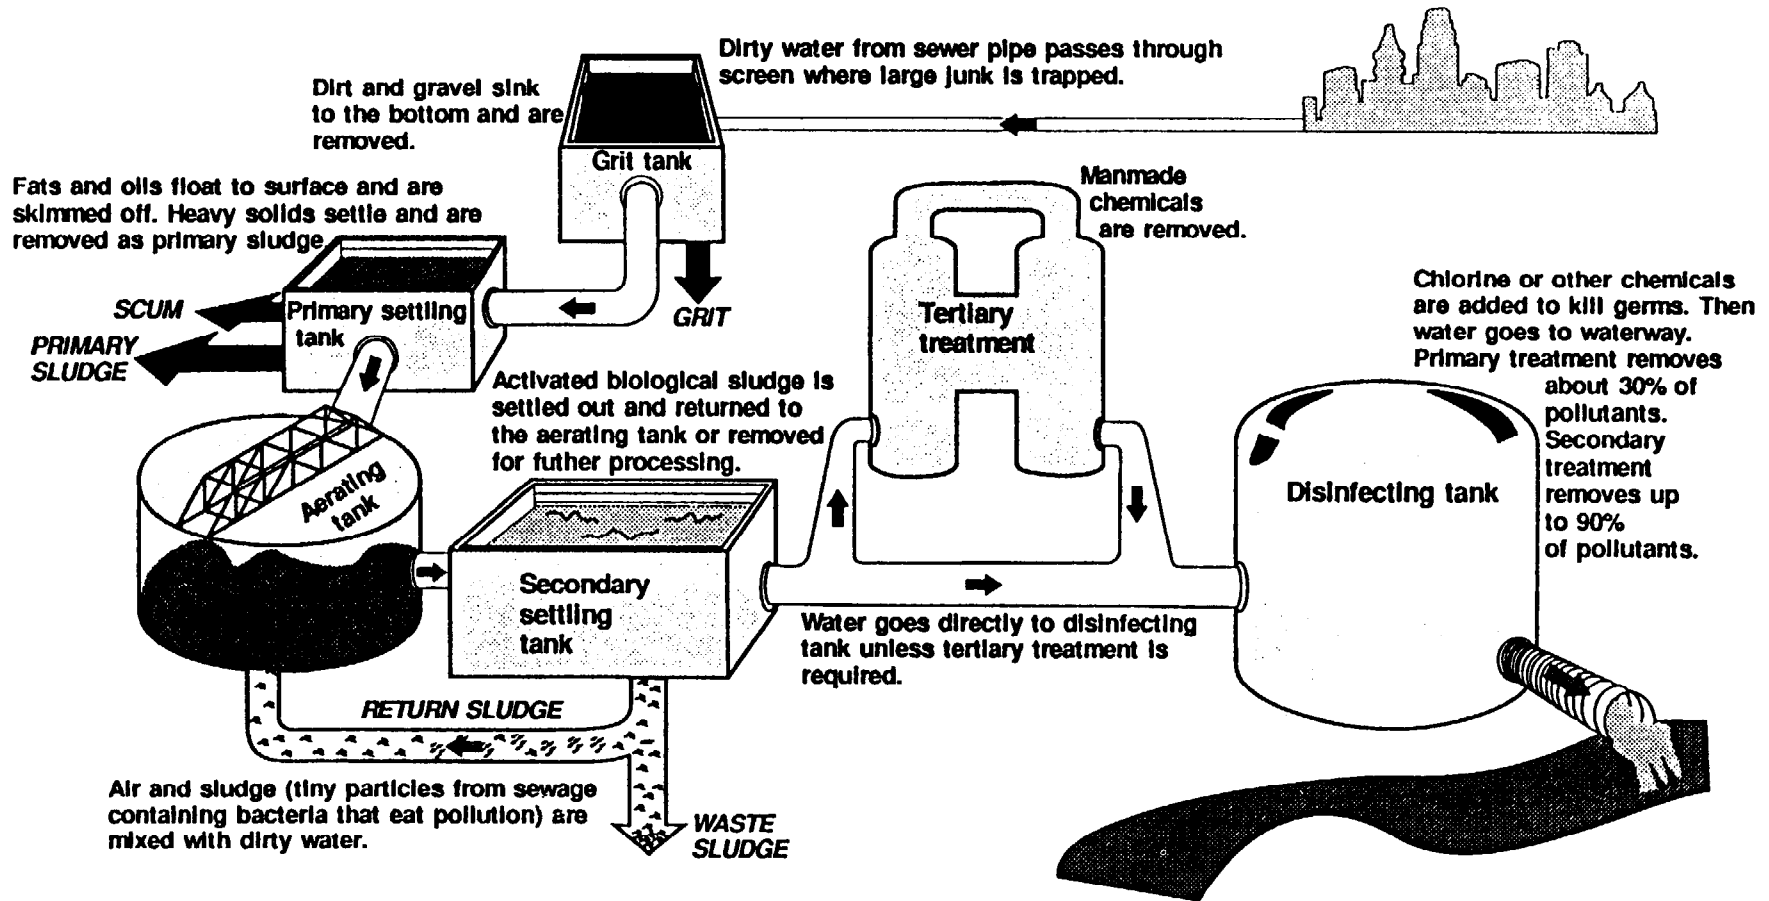 Dirty water from sewer pipe passes through
screen where large junk is trapped.
Dirt and gravel sink
to the bottom and are
removed.
Grit tank
GRIT
Fats and oils float to surface and are
skimmed off. Heavy solids settle and are
removed as primary sludge.
Primary settling
tank
SCUM
PRIMARY
SLUDGE
Aerating
tank
Activated biological sludge is
settled out and returned to
the aerating tank or removed
for futher processing.
Secondary
settling
tank
RETURN SLUDGE
Air and sludge (tiny particles from sewage
containing bacteria that eat pollution) are
mixed with dirty water.
WASTE
SLUDGE
Manmade
chemicals
are removed.
Tertiary
treatment
Water goes directly to disinfecting
tank unless tertiary treatment is
required.
Chlorine or other chemicals
are added to kill germs. Then
water goes to waterway.
Primary treatment removes
about 30% of
pollutants.
Secondary
treatment
removes up
to 90%
of pollutants.
Disinfecting tank